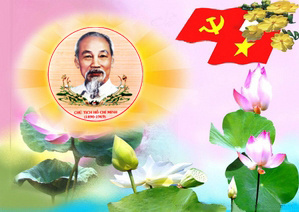 CHỦ TỊCH HỒ CHÍ MINH
(1890-1969)